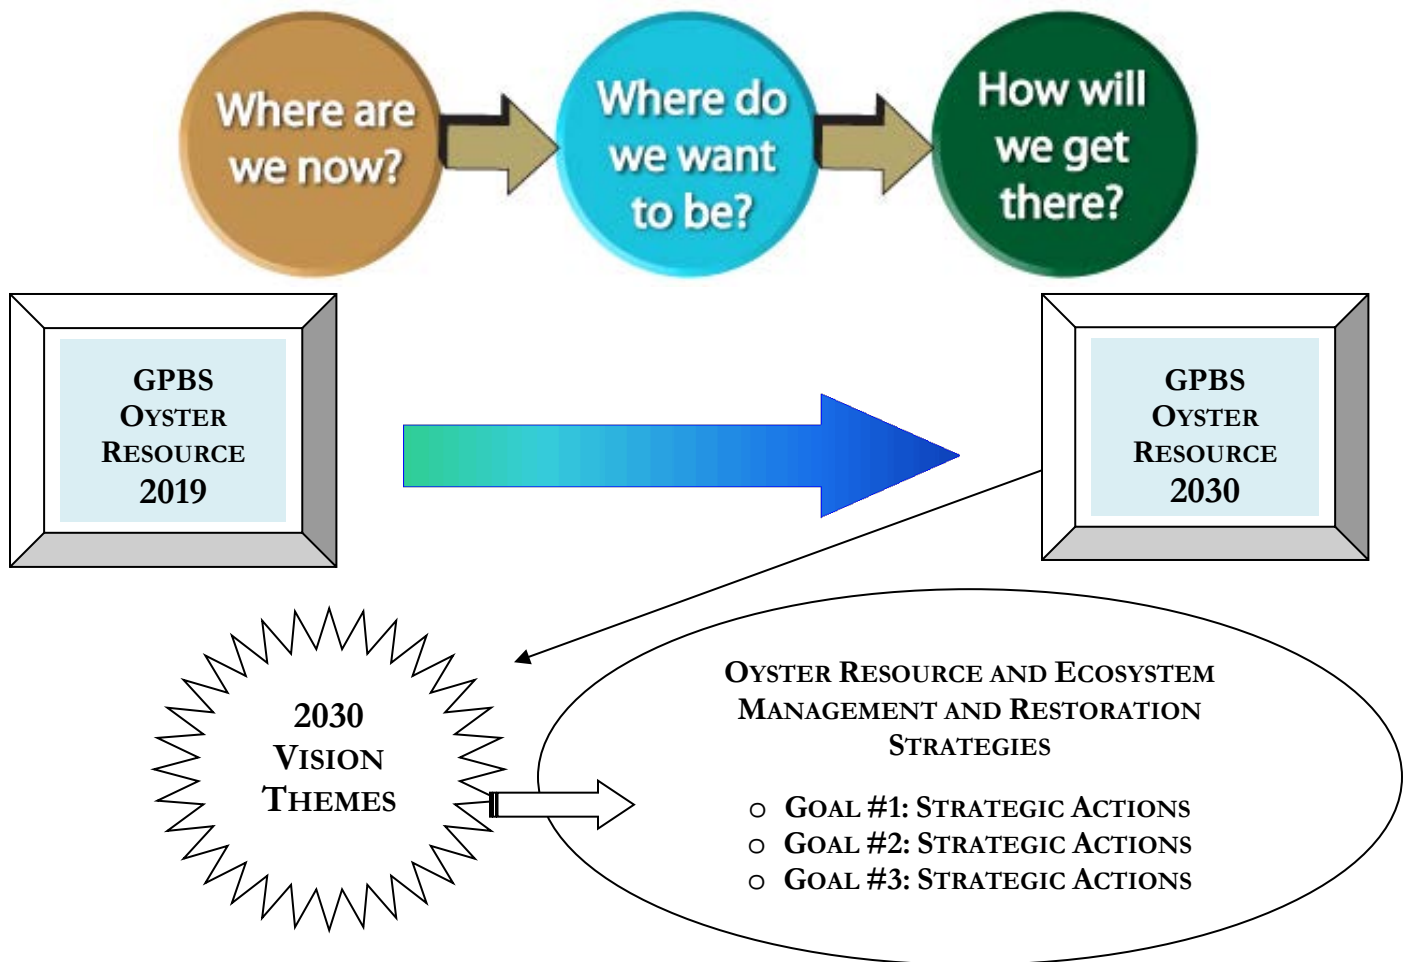 Where are
we now?
Where do
we want
to be?
How will
we get
there?
GPBS
OYSTER
RESOURCE
2019
GPBS
OYSTER
RESOURCE
2030
2030
VISION
THEMES
OYSTER RESOURCE AND ECOSYSTEM
MANAGEMENT AND RESTORATION
STRATEGIES
o GOAL #1: STRATEGIC ACTIONS
o GOAL #2: STRATEGIC ACTIONS
o GOAL #3: STRATEGIC ACTIONS